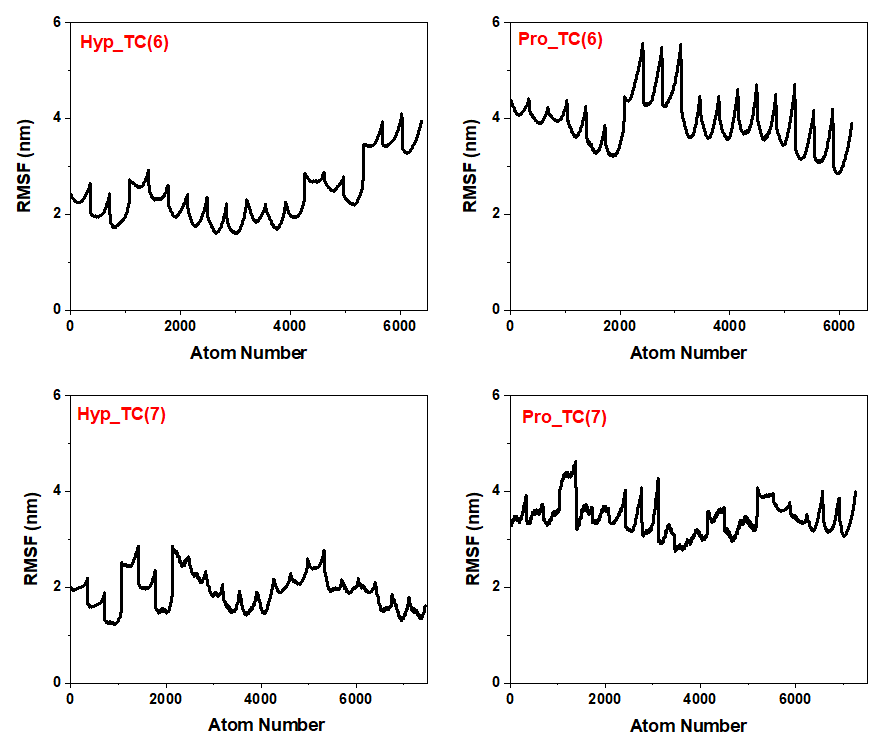 Hyp_TC(6)
RMSF (nm)
6
4
2
0
0 2000 4000 6000
Atom Number
Pro_TC(6)
RMSF (nm)
6
4
2
0
0 2000 4000 6000
Atom Number
Hyp_TC(7)
RMSF (nm)
6
4
2
0
0 2000 4000 6000
Atom Number
Pro_TC(7)
RMSF (nm)
6
4
2
0
0 2000 4000 6000
Atom Number